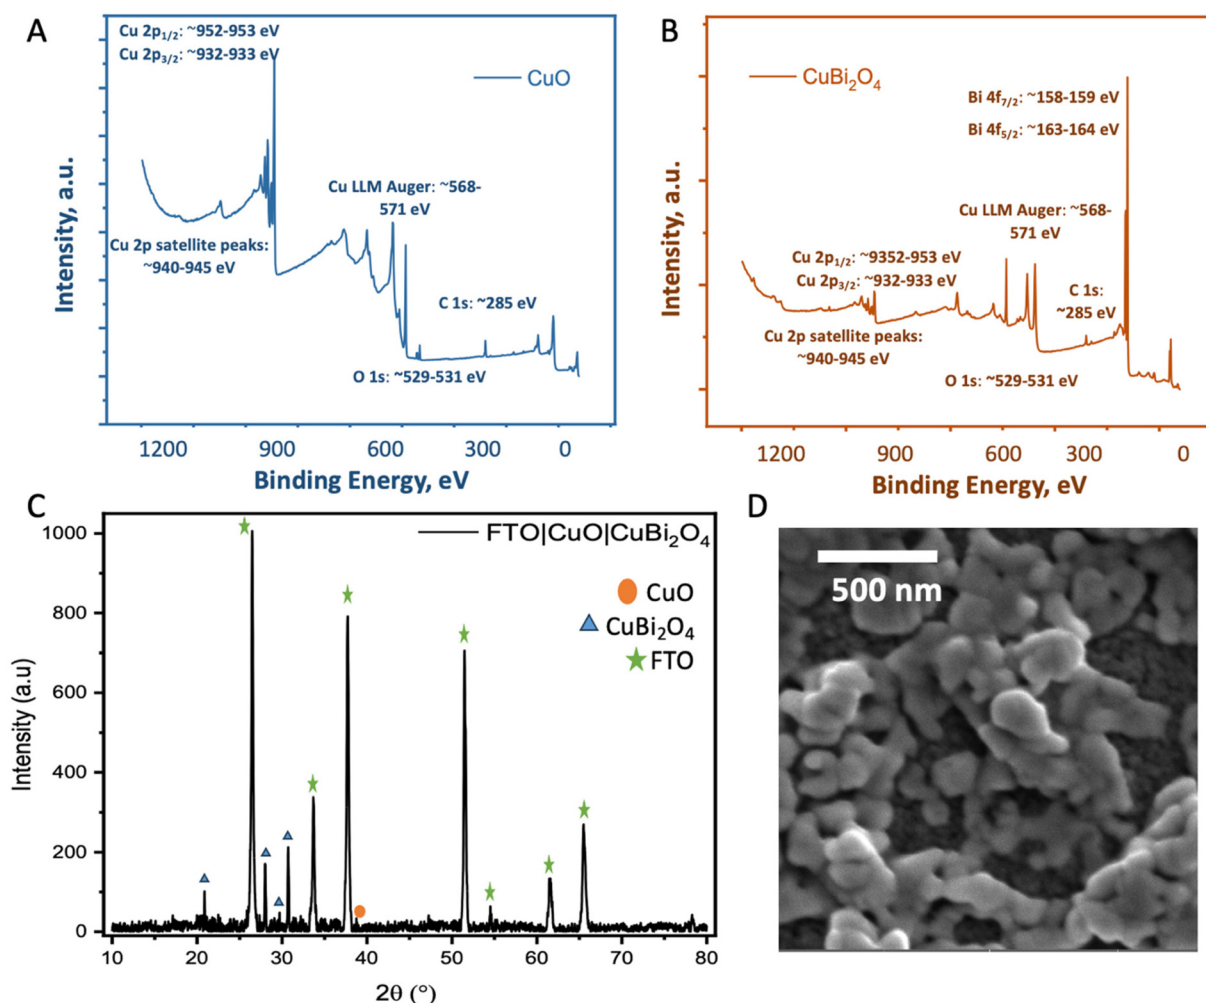 A
Cu 2p1/2: ~952-953 eV
Cu 2p3/2: ~932-933 eV
CuO
Cu LLM Auger: ~568-
571 eV
Cu 2p satellite peaks:
~940-945 eV
C 1s: ~285 eV
O 1s: ~529-531 eV
Intensity, a.u.
1200 900 600 300 0
Binding Energy, eV
B
CuBi2O4
Bi 4f7/2: ~158-159 eV
Bi 4f5/2: ~163-164 eV
Cu LLM Auger: ~568-
571 eV
Cu 2p1/2: ~9352-953 eV
Cu 2p3/2: ~932-933 eV
C 1s:
~285 eV
Cu 2p satellite peaks:
~940-945 eV
O 1s: ~529-531 eV
Intensity, a.u.
1200 900 600 300 0
Binding Energy, eV
C
FTO|CuO|CuBi2O4
CuO
CuBi2O4
FTO
Intensity (a.u)
1000
800
600
400
200
0
10 20 30 40 50 60 70 80
2θ (°)
D
500 nm